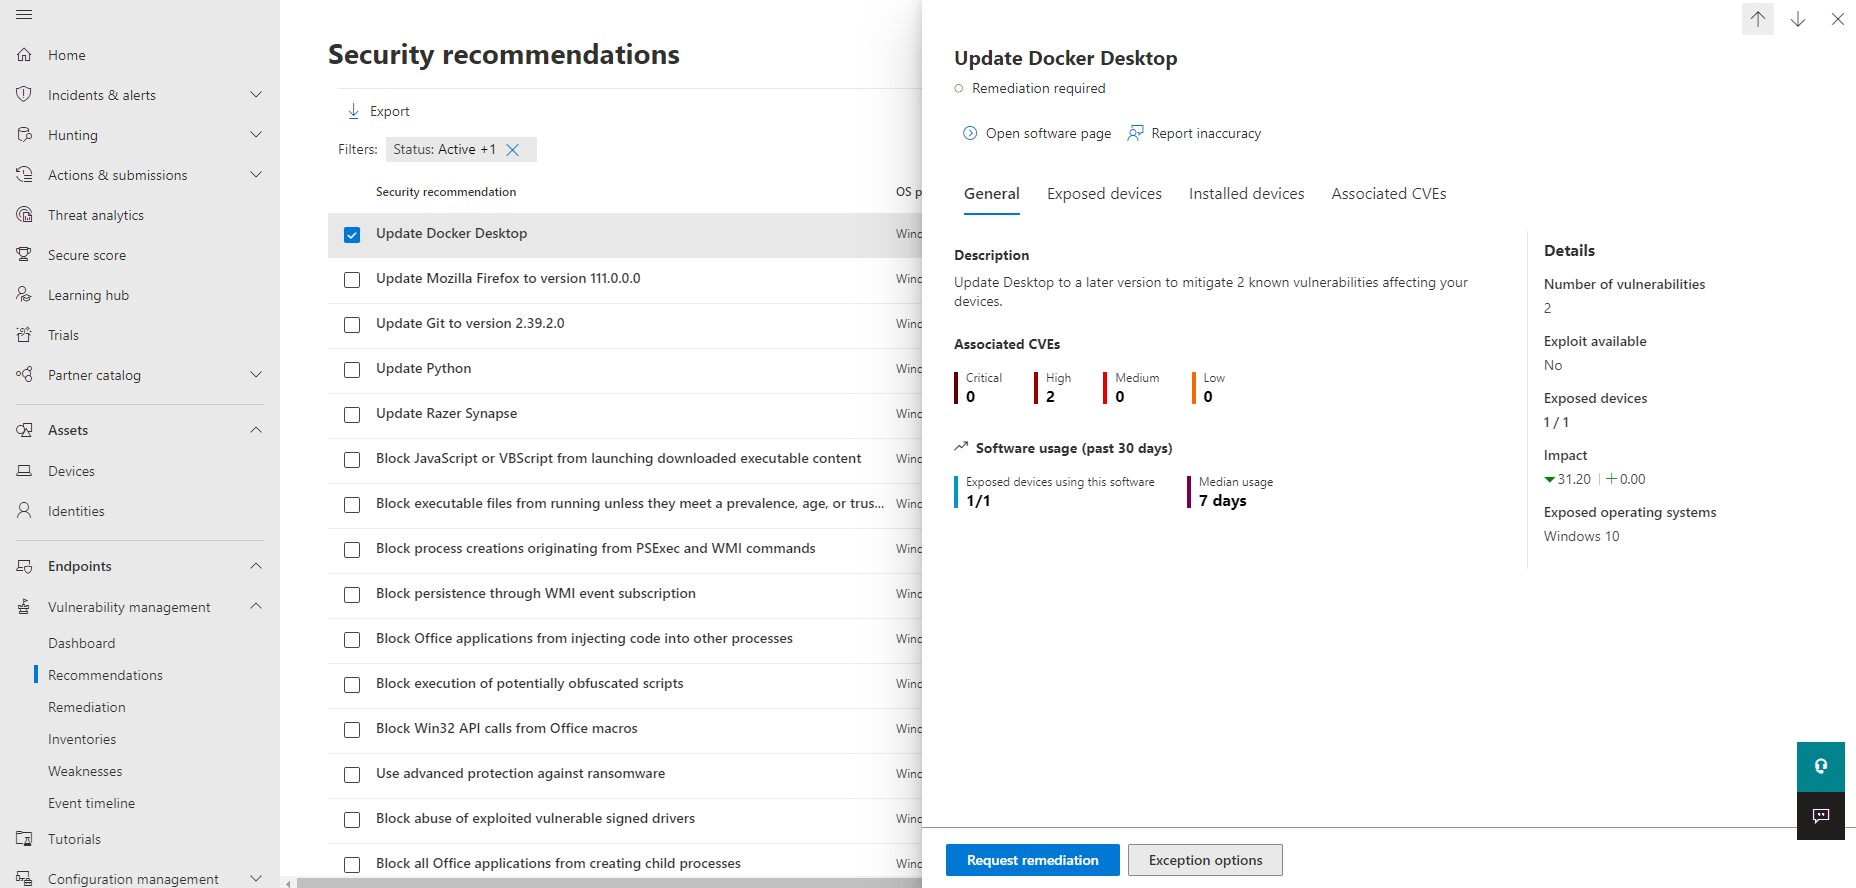 Home
Incidents & alerts
Hunting
Actions & submissions
Threat analytics
Secure score
Learning hub
Trials
Partner catalog
Assets
Devices
Identities
Endpoints
Vulnerability management
Dashboard
Recommendations
Remediation
Inventories
Weaknesses
Event timeline
Tutorials
Configuration management
Security recommendations
Export
Filters: Status: Active +1
Security recommendation OS p
Update Docker Desktop Winc
Update Mozilla Firefox to version 111.0.0.0 Winc
Update Git to version 2.39.2.0 Winc
Update Python Winc
Update Razer Synapse Winc
Block JavaScript or VBScript from launching downloaded executable content Winc
Block executable files from running unless they meet a prevalence, age, or trus... Winc
Block process creations originating from PSExec and WMI commands Winc
Block persistence through WMI event subscription Winc
Block Office applications from injecting code into other processes Winc
Block execution of potentially obfuscated scripts Winc
Block Win32 API calls from Office macros Winc
Use advanced protection against ransomware Winc
Block abuse of exploited vulnerable signed drivers Winc
Block all Office applications from creating child processes Winc
Update Docker Desktop
Remediation required
Open software page Report inaccuracy
General Exposed devices Installed devices Associated CVEs
Description
Update Desktop to a later version to mitigate 2 known vulnerabilities affecting your
devices.
Associated CVEs
Critical High Medium Low
0 2 0 0
Software usage (past 30 days)
Exposed devices using this software Median usage
1/1 7 days
Details
Number of vulnerabilities
2
Exploit available
No
Exposed devices
1 / 1
Impact
31.20 | +0.00
Exposed operating systems
Windows 10
Request remediation Exception options